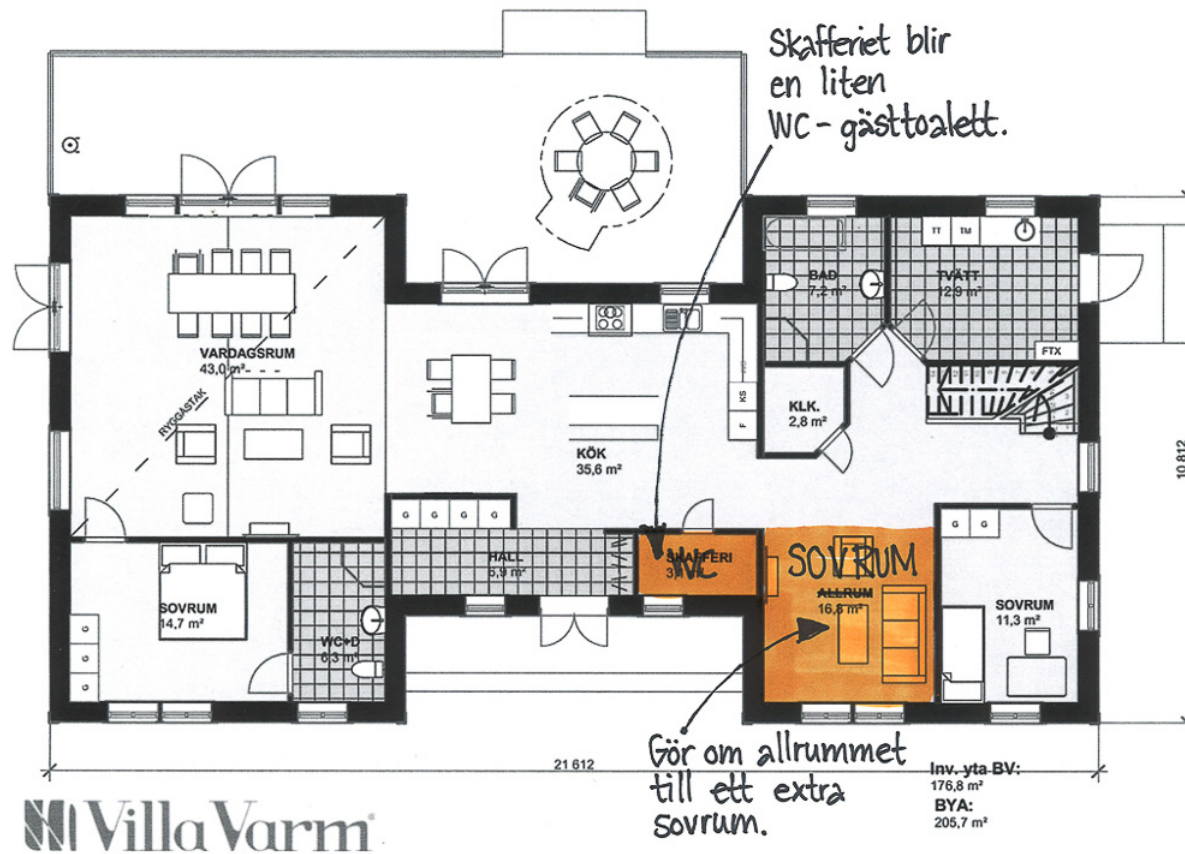 Skafferiet blir
en liten
WC - gästtoalett.
BAD
7,2 m²
TT
TM
TVÄTT
12,9 m²
FTX
VARDAGSRUM
43,0 m²
RYGGÅSTAK
KS
F
KLK.
2,8 m²
KÖK
35,6 m²
10 812
G
G
G
G
HALL
SKAFFERI
WC
SOVRUM
ALLRUM
16,8 m²
G
G
SOVRUM
11,3 m²
SOVRUM
14,7 m²
G
G
G
WC+D
6,3 m²
Gör om allrummet
till ett extra
sovrum.
21 612
Inv. yta BV:
176,8 m²
BYA:
205,7 m²
Villa Varm